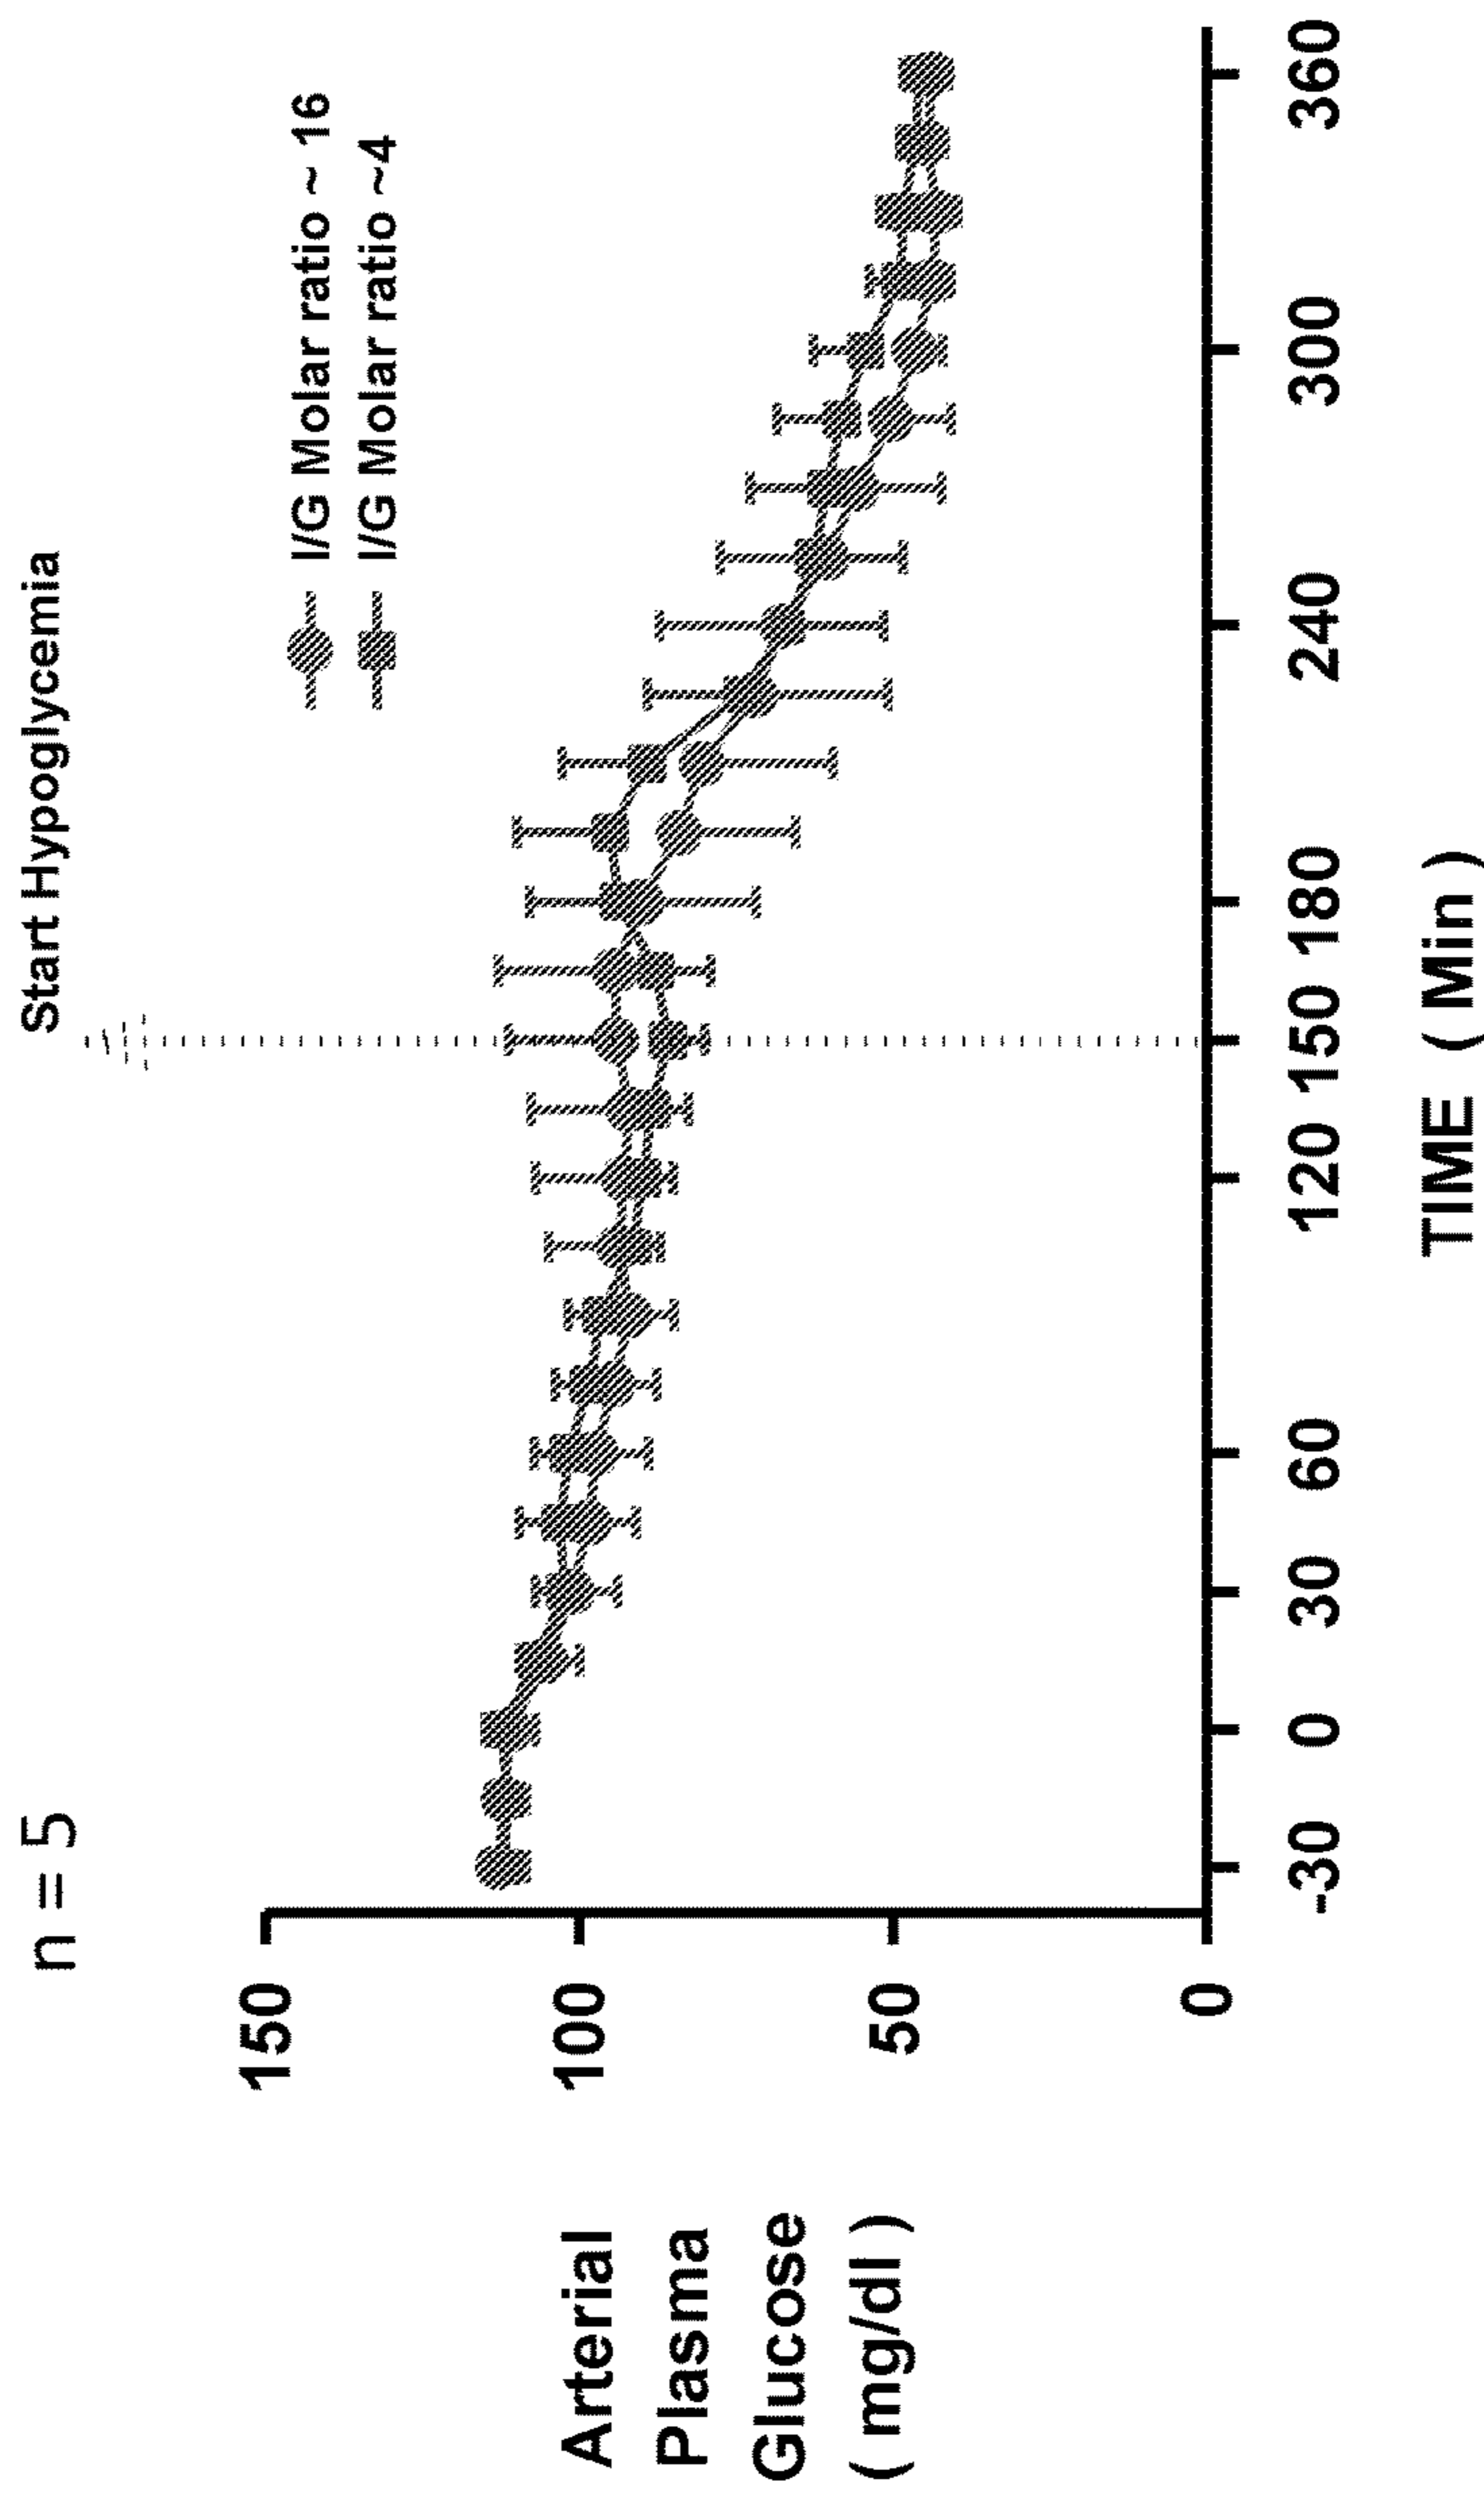 n = 5
Start Hypoglycemia
I/G Molar ratio ~ 16
I/G Molar ratio ~4
Arterial
Plasma
Glucose
( mg/dl )
150
100
50
0
-30 0 30 60 120 150 180 240 300 360
TIME ( Min )